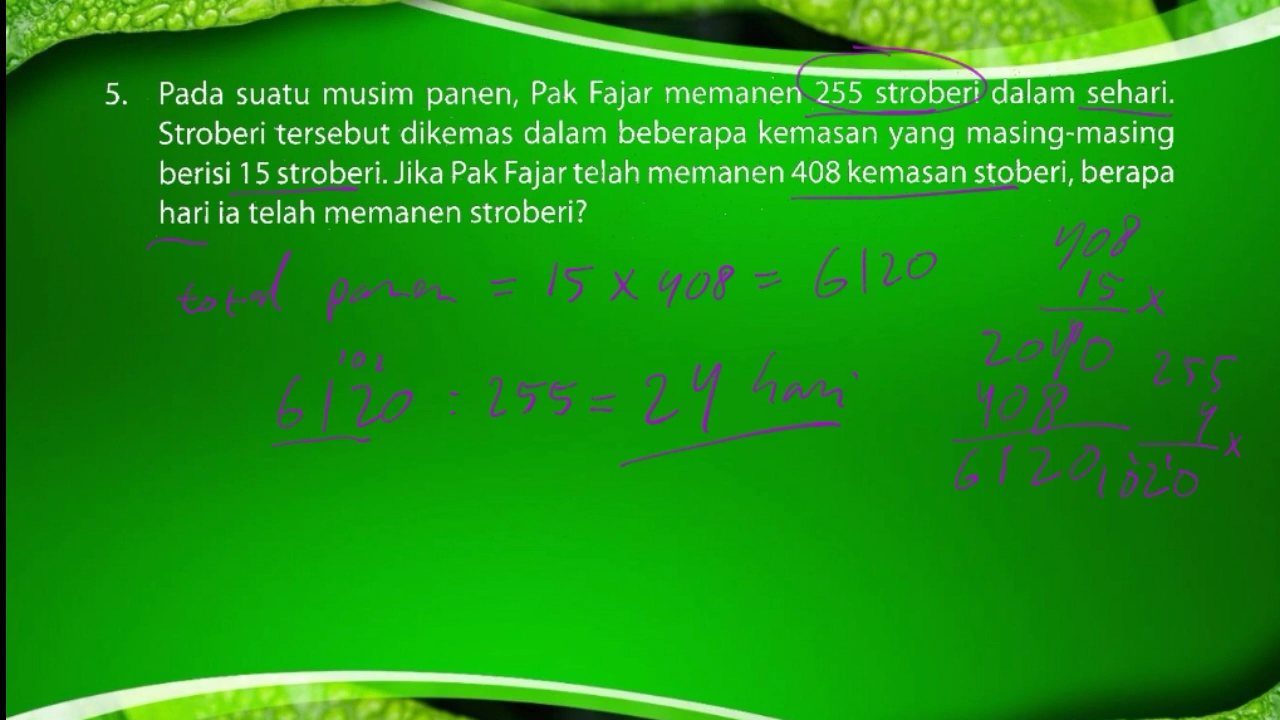 5. Pada suatu musim panen, Pak Fajar memanen 255 stroberi dalam sehari.
Stroberi tersebut dikemas dalam beberapa kemasan yang masing-masing
berisi 15 stroberi. Jika Pak Fajar telah memanen 408 kemasan stoberi, berapa
hari ia telah memanen stroberi?
total panen = 15 x 408 = 6120
408
15 x
2040
408
6120
6120 : 255 = 24 hari
255
4 x
1020